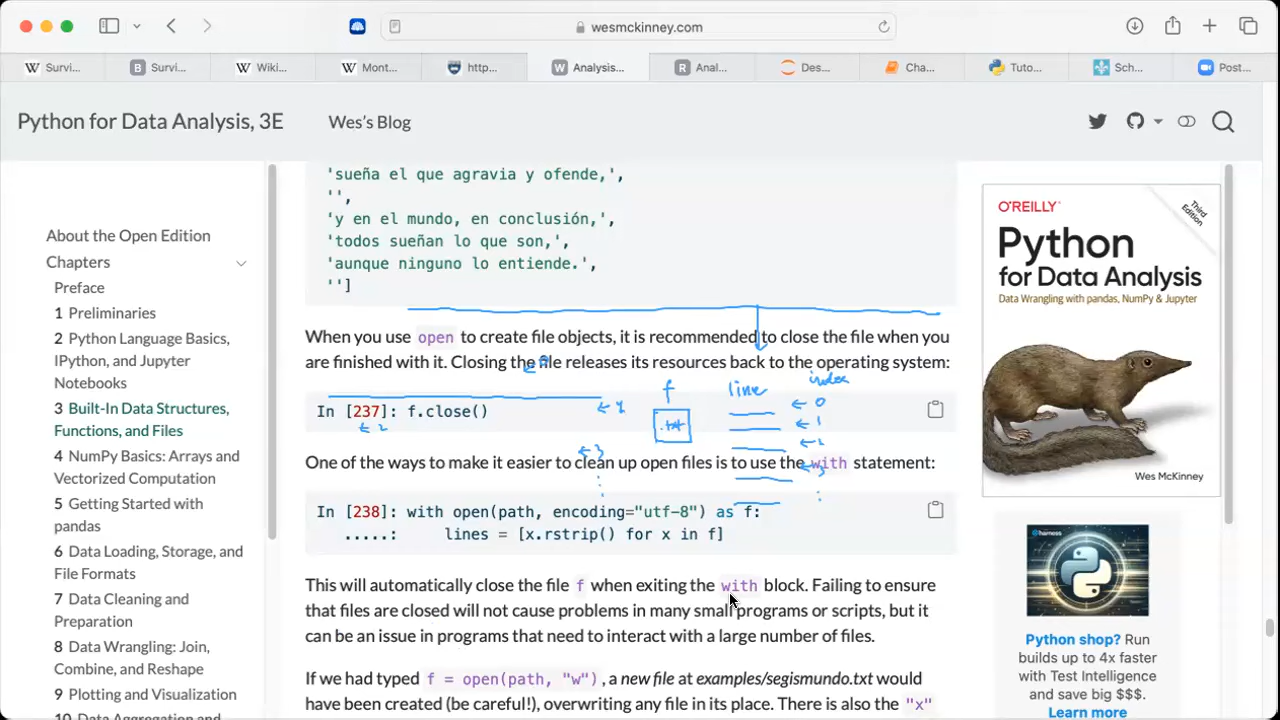 wesmckinney.com
Survi...
Survi...
Wiki...
Mont...
http...
Analysis...
Anal...
Des...
Cha...
Tuto...
Sch...
Post...
Python for Data Analysis, 3E
Wes's Blog
About the Open Edition
Chapters
Preface
1 Preliminaries
2 Python Language Basics,
IPython, and Jupyter
Notebooks
3 Built-In Data Structures,
Functions, and Files
4 NumPy Basics: Arrays and
Vectorized Computation
5 Getting Started with
pandas
6 Data Loading, Storage, and
File Formats
7 Data Cleaning and
Preparation
8 Data Wrangling: Join,
Combine, and Reshape
9 Plotting and Visualization
10 Data Aggregation and
'sueña el que agravia y ofende,',
'',
'y en el mundo, en conclusión,',
'todos sueñan lo que son,',
'aunque ninguno lo entiende.',
'']
When you use open to create file objects, it is recommended to close the file when you
are finished with it. Closing the file releases its resources back to the operating system:
In [237]: f.close()
f
.txt
line
index
0
1
2
3
One of the ways to make it easier to clean up open files is to use the with statement:
In [238]: with open(path, encoding="utf-8") as f:
.....: lines = [x.rstrip() for x in f]
This will automatically close the file f when exiting the with block. Failing to ensure
that files are closed will not cause problems in many small programs or scripts, but it
can be an issue in programs that need to interact with a large number of files.
If we had typed f = open(path, "w"), a new file at examples/segismundo.txt would
have been created (be careful!), overwriting any file in its place. There is also the "x"
O'REILLY®
Third
Edition
Python
for Data Analysis
Data Wrangling with pandas, NumPy & Jupyter
Wes McKinney
harness
Python shop? Run
builds up to 4x faster
with Test Intelligence
and save big $$$.
Learn more